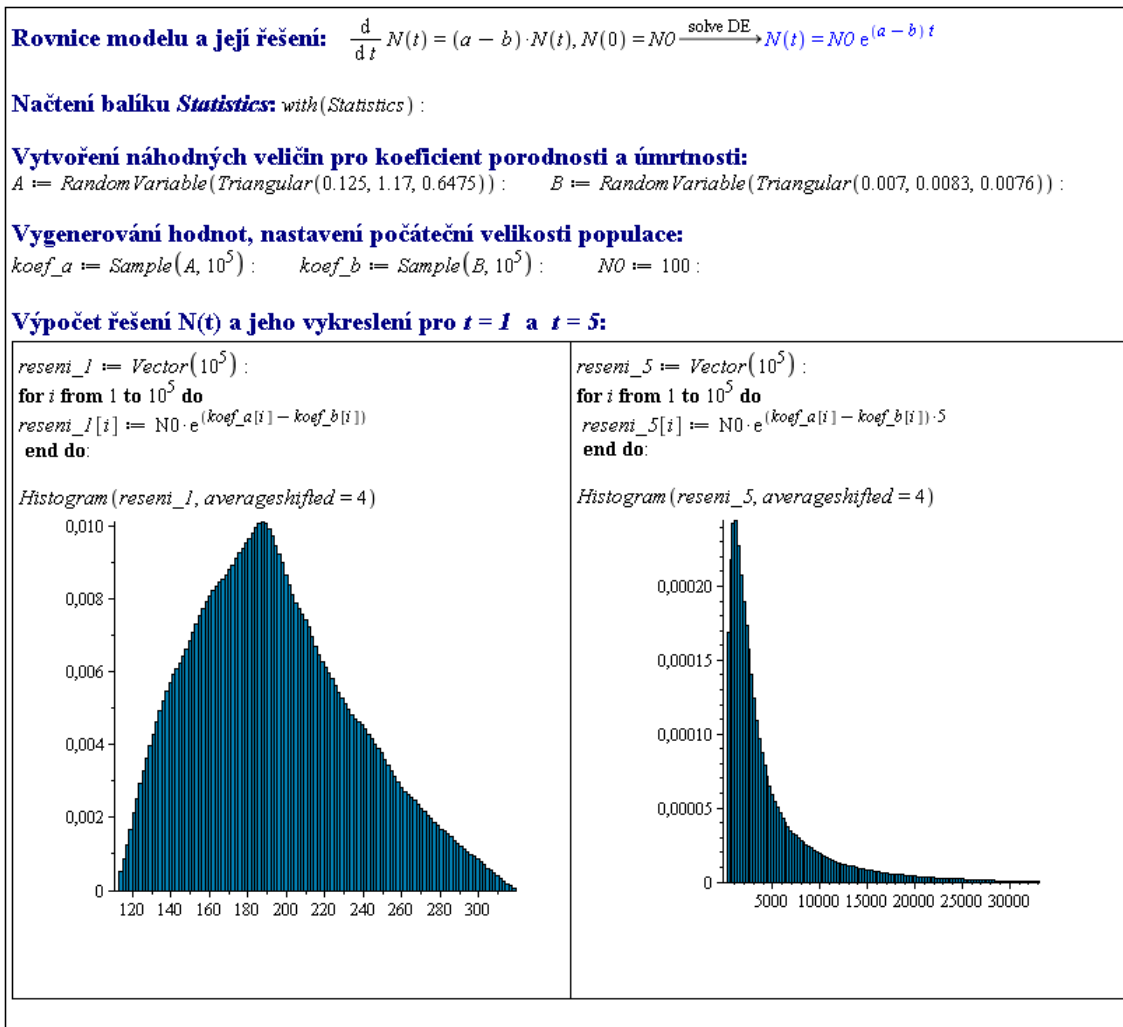 Rovnice modelu a její řešení: d/dt N(t) = (a − b)·N(t), N(0) = N0 solve DE → N(t) = N0 e^((a − b) t)
Načtení balíku Statistics: with(Statistics) :
Vytvoření náhodných veličin pro koeficient porodnosti a úmrtnosti:
A := RandomVariable(Triangular(0.125, 1.17, 0.6475)) : B := RandomVariable(Triangular(0.007, 0.0083, 0.0076)) :
Vygenerování hodnot, nastavení počáteční velikosti populace:
koef_a := Sample(A, 10^5) : koef_b := Sample(B, 10^5) : N0 := 100 :
Výpočet řešení N(t) a jeho vykreslení pro t = 1 a t = 5:
reseni_1 := Vector(10^5) :
for i from 1 to 10^5 do
reseni_1[i] := N0·e^(koef_a[i] − koef_b[i])
end do:
Histogram(reseni_1, averageshifted = 4)
0,010
0,008
0,006
0,004
0,002
0
120 140 160 180 200 220 240 260 280 300
reseni_5 := Vector(10^5) :
for i from 1 to 10^5 do
reseni_5[i] := N0·e^((koef_a[i] − koef_b[i])·5)
end do:
Histogram(reseni_5, averageshifted = 4)
0,00020
0,00015
0,00010
0,00005
0
5000 10000 15000 20000 25000 30000